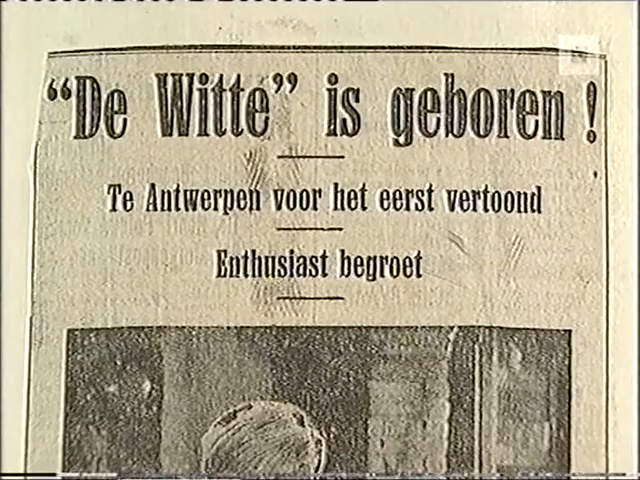 “De Witte” is geboren !
Te Antwerpen voor het eerst vertoond
Enthusiast begroet